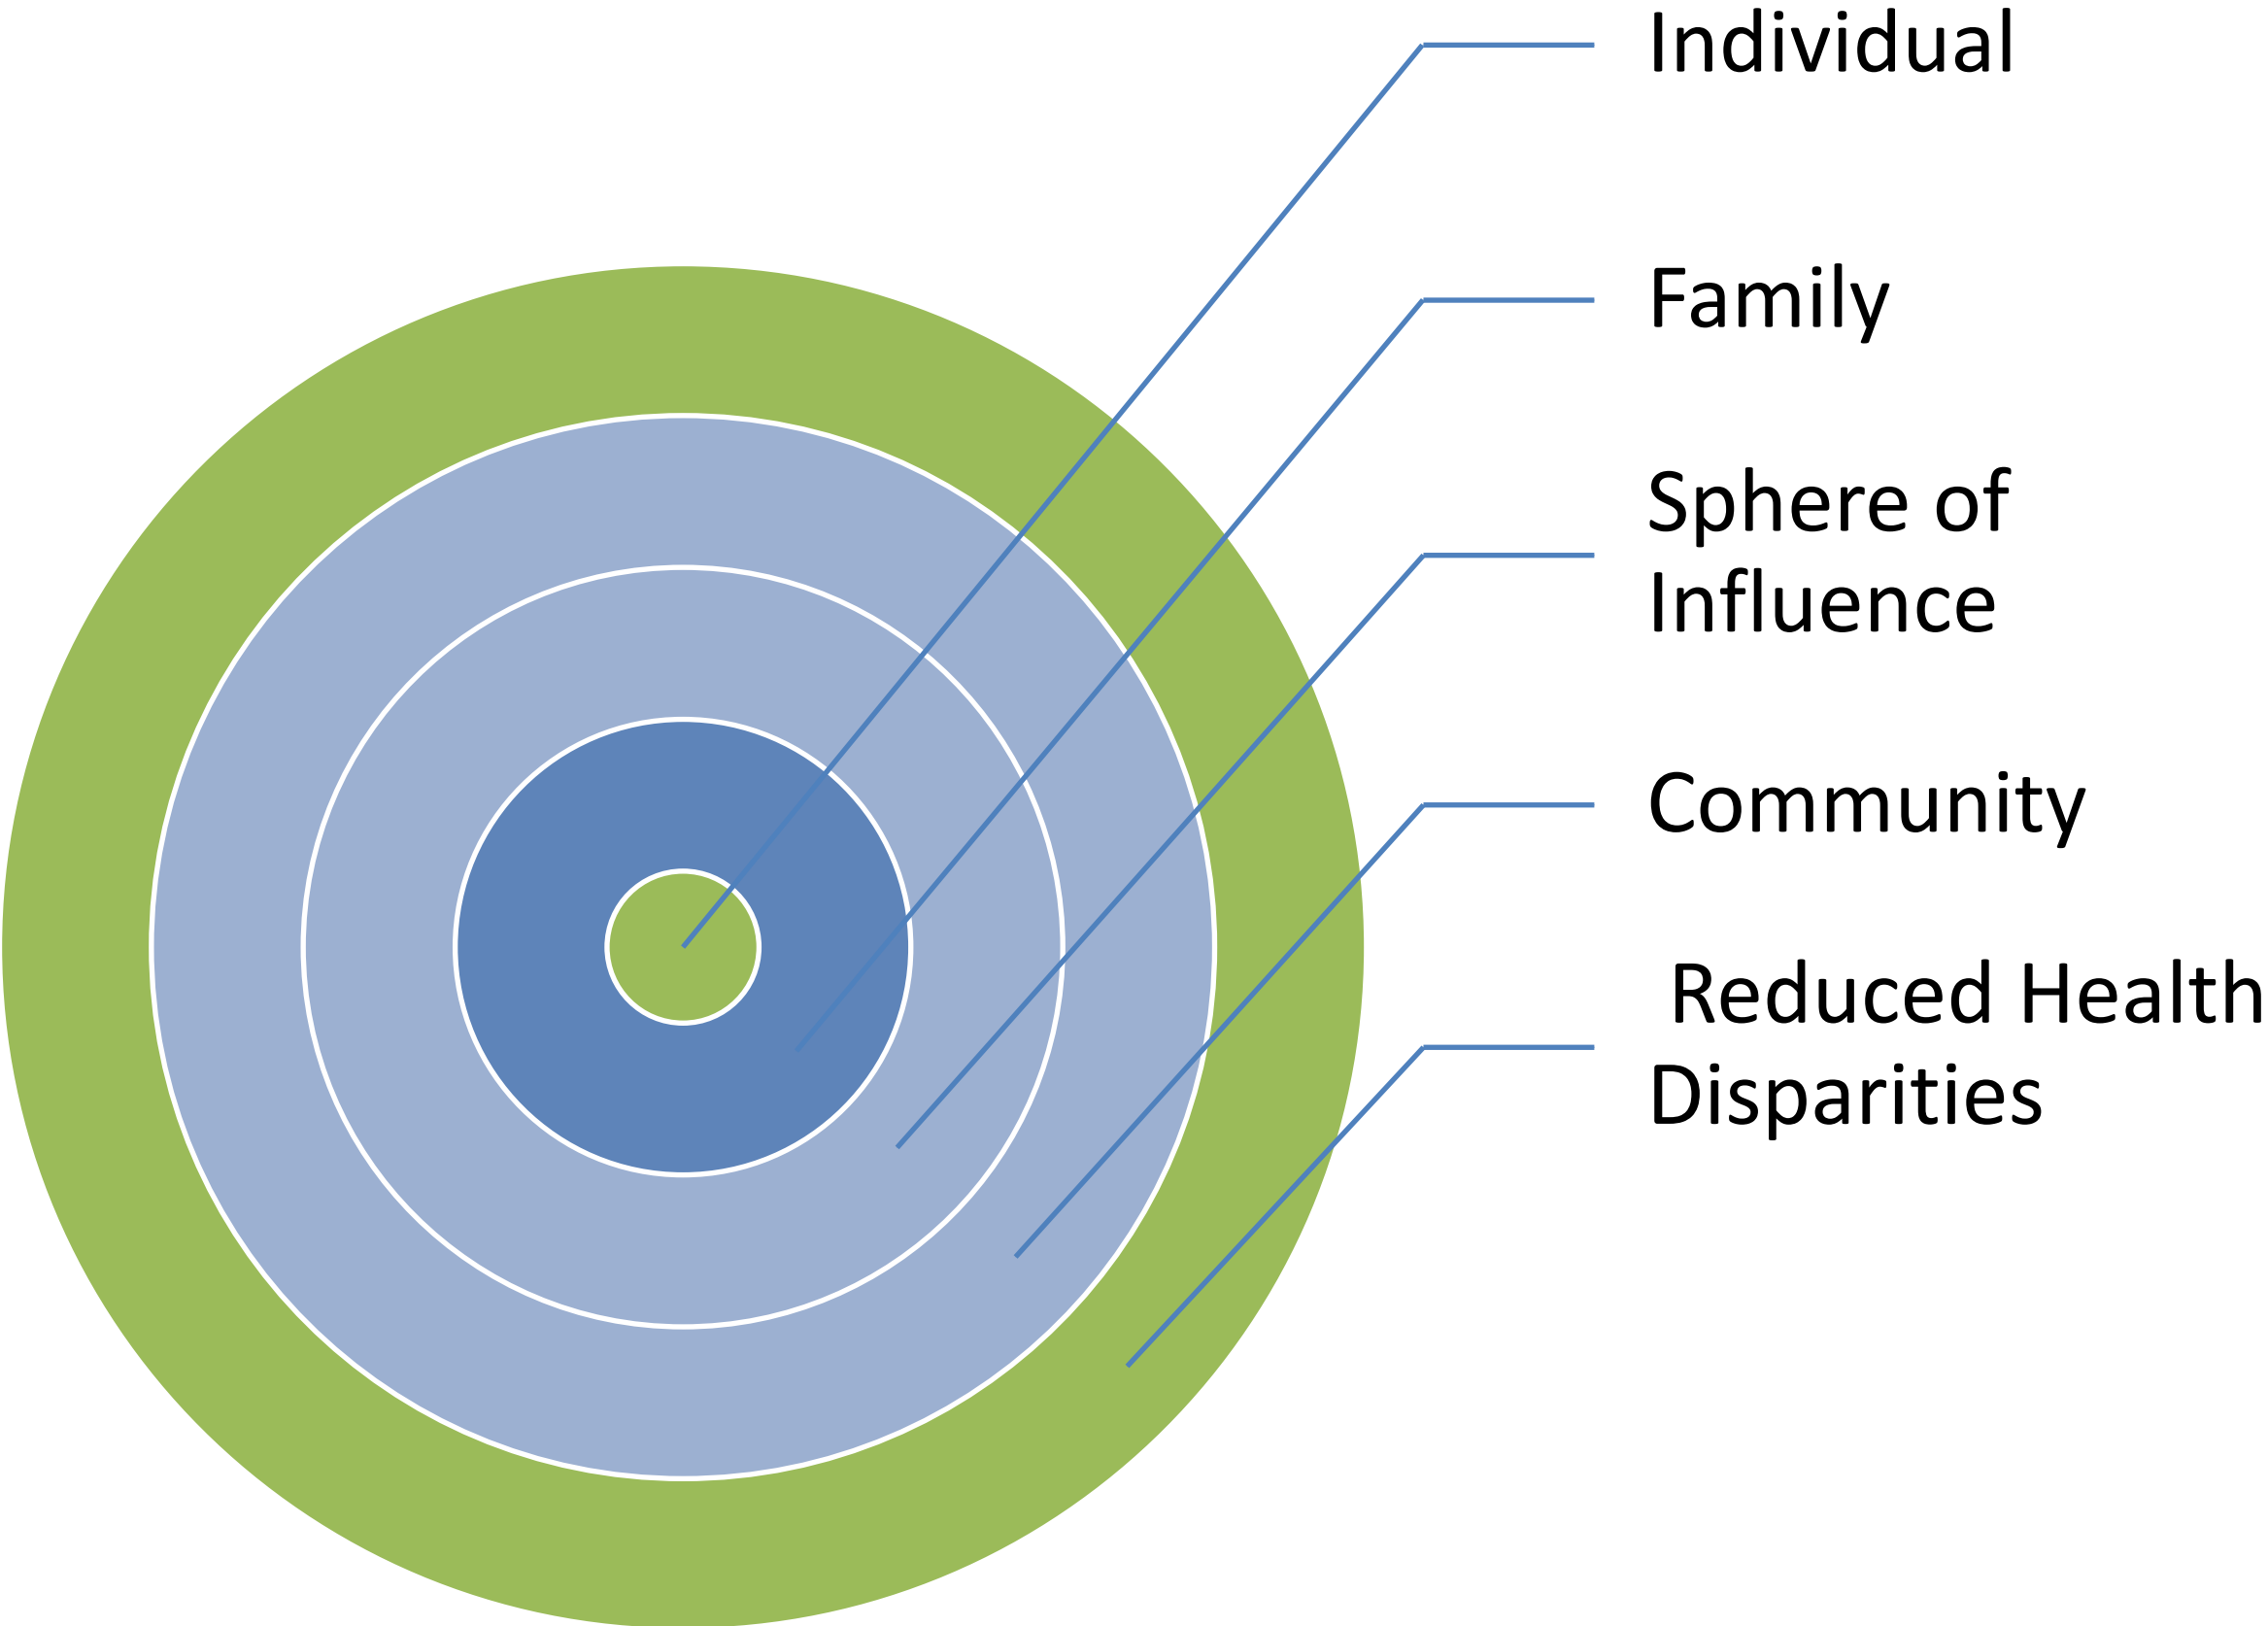 Individual
Family
Sphere of
Influence
Community
Reduced Health
Disparities